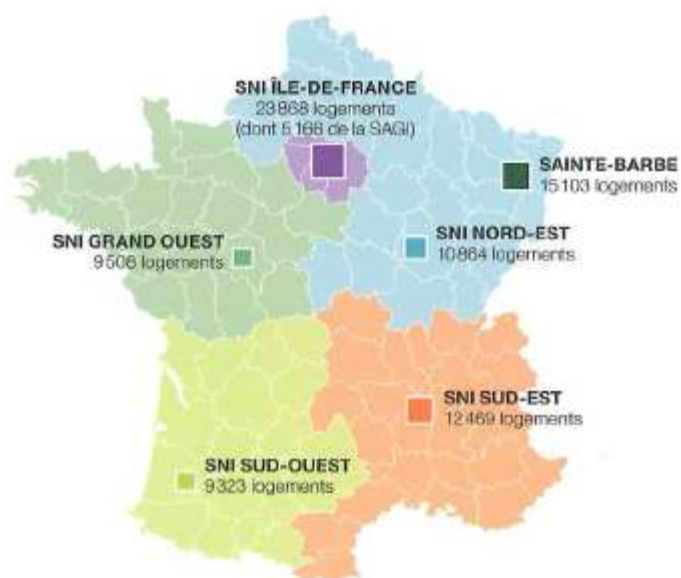 SNI ÎLE-DE-FRANCE
23 868 logements
(dont 5 166 de la SAGI)
SAINTE-BARBE
15 103 logements
SNI GRAND OUEST
9 508 logements
SNI NORD-EST
10 864 logements
SNI SUD-EST
12 469 logements
SNI SUD-OUEST
9 323 logements